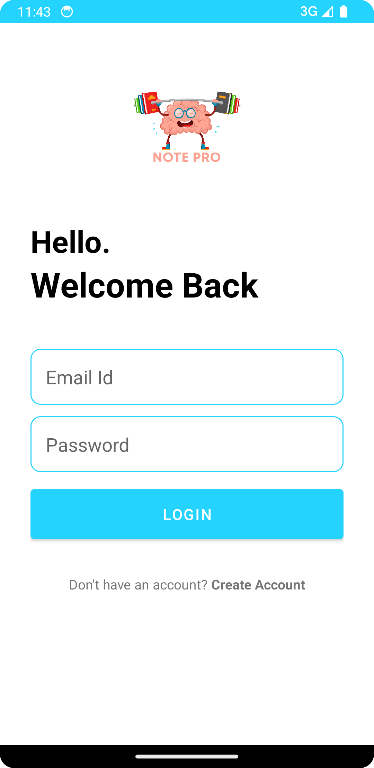 11:43 3G
NOTE PRO
Hello.
Welcome Back
Email Id
Password
LOGIN
Don't have an account? Create Account